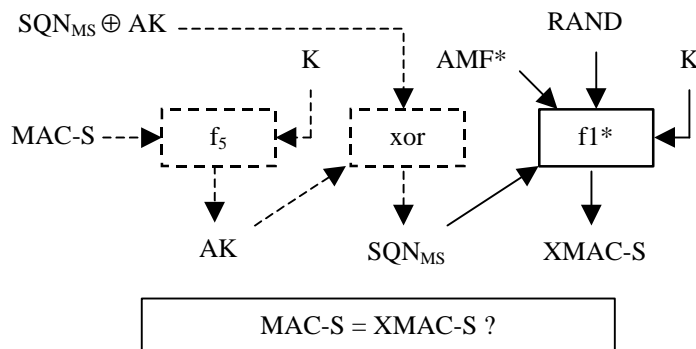 SQN_MS ⊕ AK
RAND
K
AMF*
K
MAC-S
f_5
xor
f1*
AK
SQN_MS
XMAC-S
MAC-S = XMAC-S ?